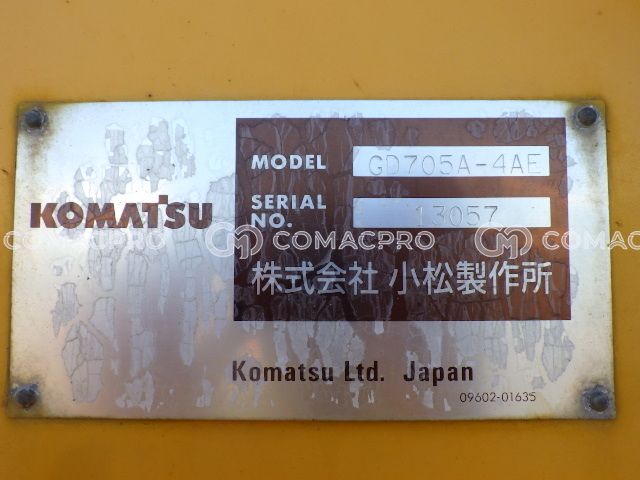 MODEL GD705A-4AE
KOMATSU
SERIAL NO. 13057
COMACPRO COMACPRO
株式会社 小松製作所
Komatsu Ltd. Japan
09602-01635